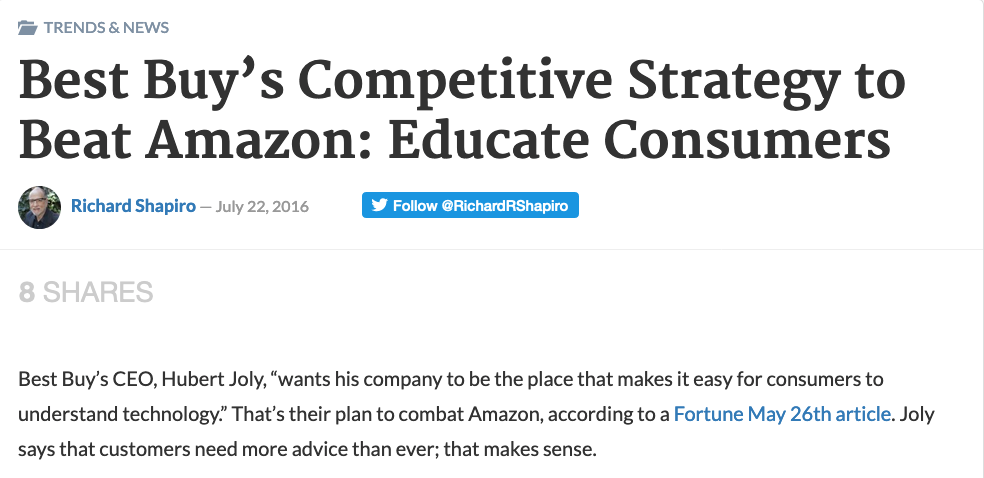 TRENDS & NEWS
Best Buy’s Competitive Strategy to
Beat Amazon: Educate Consumers
Richard Shapiro — July 22, 2016
Follow @RichardRShapiro
8 SHARES
Best Buy’s CEO, Hubert Joly, “wants his company to be the place that makes it easy for consumers to
understand technology.” That’s their plan to combat Amazon, according to a Fortune May 26th article. Joly
says that customers need more advice than ever; that makes sense.